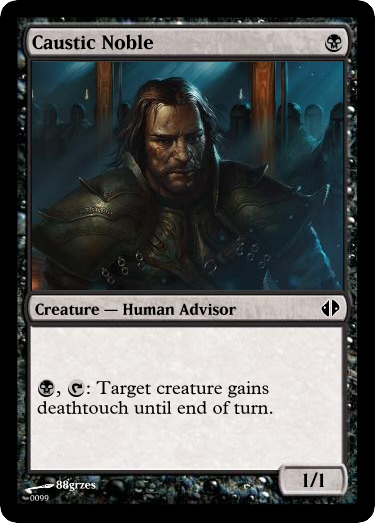 Caustic Noble
Creature — Human Advisor
, : Target creature gains
deathtouch until end of turn.
88grzes
1/1
0099